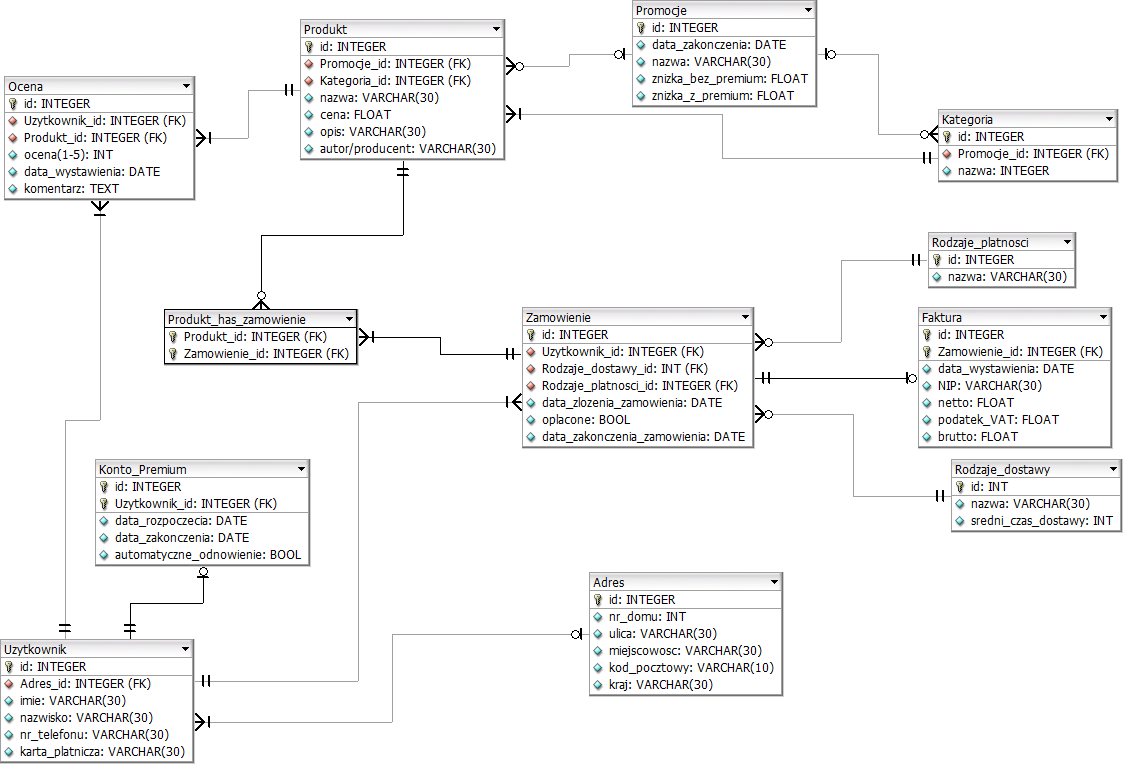 Produkt
id: INTEGER
Promocje_id: INTEGER (FK)
Kategoria_id: INTEGER (FK)
nazwa: VARCHAR(30)
cena: FLOAT
opis: VARCHAR(30)
autor/producent: VARCHAR(30)
Promocje
id: INTEGER
data_zakonczenia: DATE
nazwa: VARCHAR(30)
znizka_bez_premium: FLOAT
znizka_z_premium: FLOAT
Ocena
id: INTEGER
Uzytkownik_id: INTEGER (FK)
Produkt_id: INTEGER (FK)
ocena(1-5): INT
data_wystawienia: DATE
komentarz: TEXT
Kategoria
id: INTEGER
Promocje_id: INTEGER (FK)
nazwa: INTEGER
Rodzaje_platnosci
id: INTEGER
nazwa: VARCHAR(30)
Produkt_has_zamowienie
Produkt_id: INTEGER (FK)
Zamowienie_id: INTEGER (FK)
Zamowienie
id: INTEGER
Uzytkownik_id: INTEGER (FK)
Rodzaje_dostawy_id: INT (FK)
Rodzaje_platnosci_id: INTEGER (FK)
data_zlozenia_zamowienia: DATE
oplacone: BOOL
data_zakonczenia_zamowienia: DATE
Faktura
id: INTEGER
Zamowienie_id: INTEGER (FK)
data_wystawienia: DATE
NIP: VARCHAR(30)
netto: FLOAT
podatek_VAT: FLOAT
brutto: FLOAT
Konto_Premium
id: INTEGER
Uzytkownik_id: INTEGER (FK)
data_rozpoczecia: DATE
data_zakonczenia: DATE
automatyczne_odnowienie: BOOL
Rodzaje_dostawy
id: INT
nazwa: VARCHAR(30)
sredni_czas_dostawy: INT
Adres
id: INTEGER
nr_domu: INT
ulica: VARCHAR(30)
miejscowosc: VARCHAR(30)
kod_pocztowy: VARCHAR(10)
kraj: VARCHAR(30)
Uzytkownik
id: INTEGER
Adres_id: INTEGER (FK)
imie: VARCHAR(30)
nazwisko: VARCHAR(30)
nr_telefonu: VARCHAR(30)
karta_platnicza: VARCHAR(30)